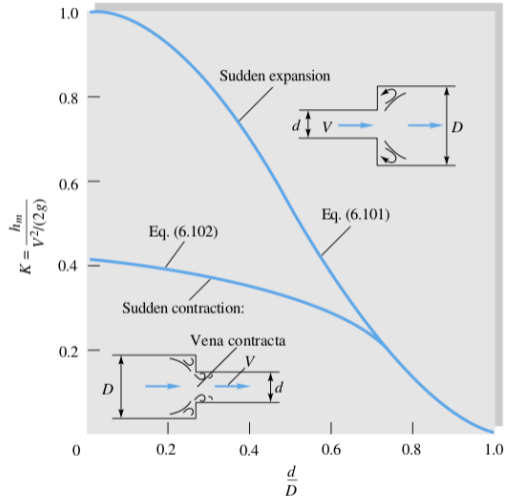 1.0
Sudden expansion
0.8
d
V
D
0.6
Eq. (6.101)
K = hm / V²/(2g)
Eq. (6.102)
0.4
Sudden contraction:
Vena contracta
0.2
V
D
d
0
0.2
0.4
0.6
0.8
1.0
d
D